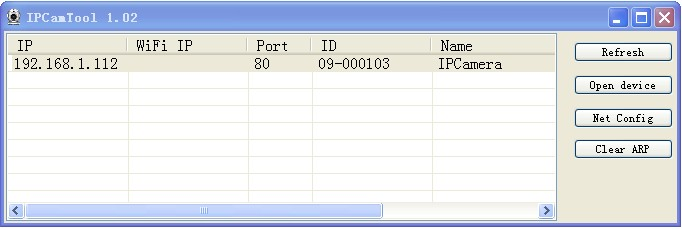 IPCamTool 1.02
IP WiFi IP Port ID Name
192.168.1.112 80 09-000103 IPCamera
Refresh
Open device
Net Config
Clear ARP